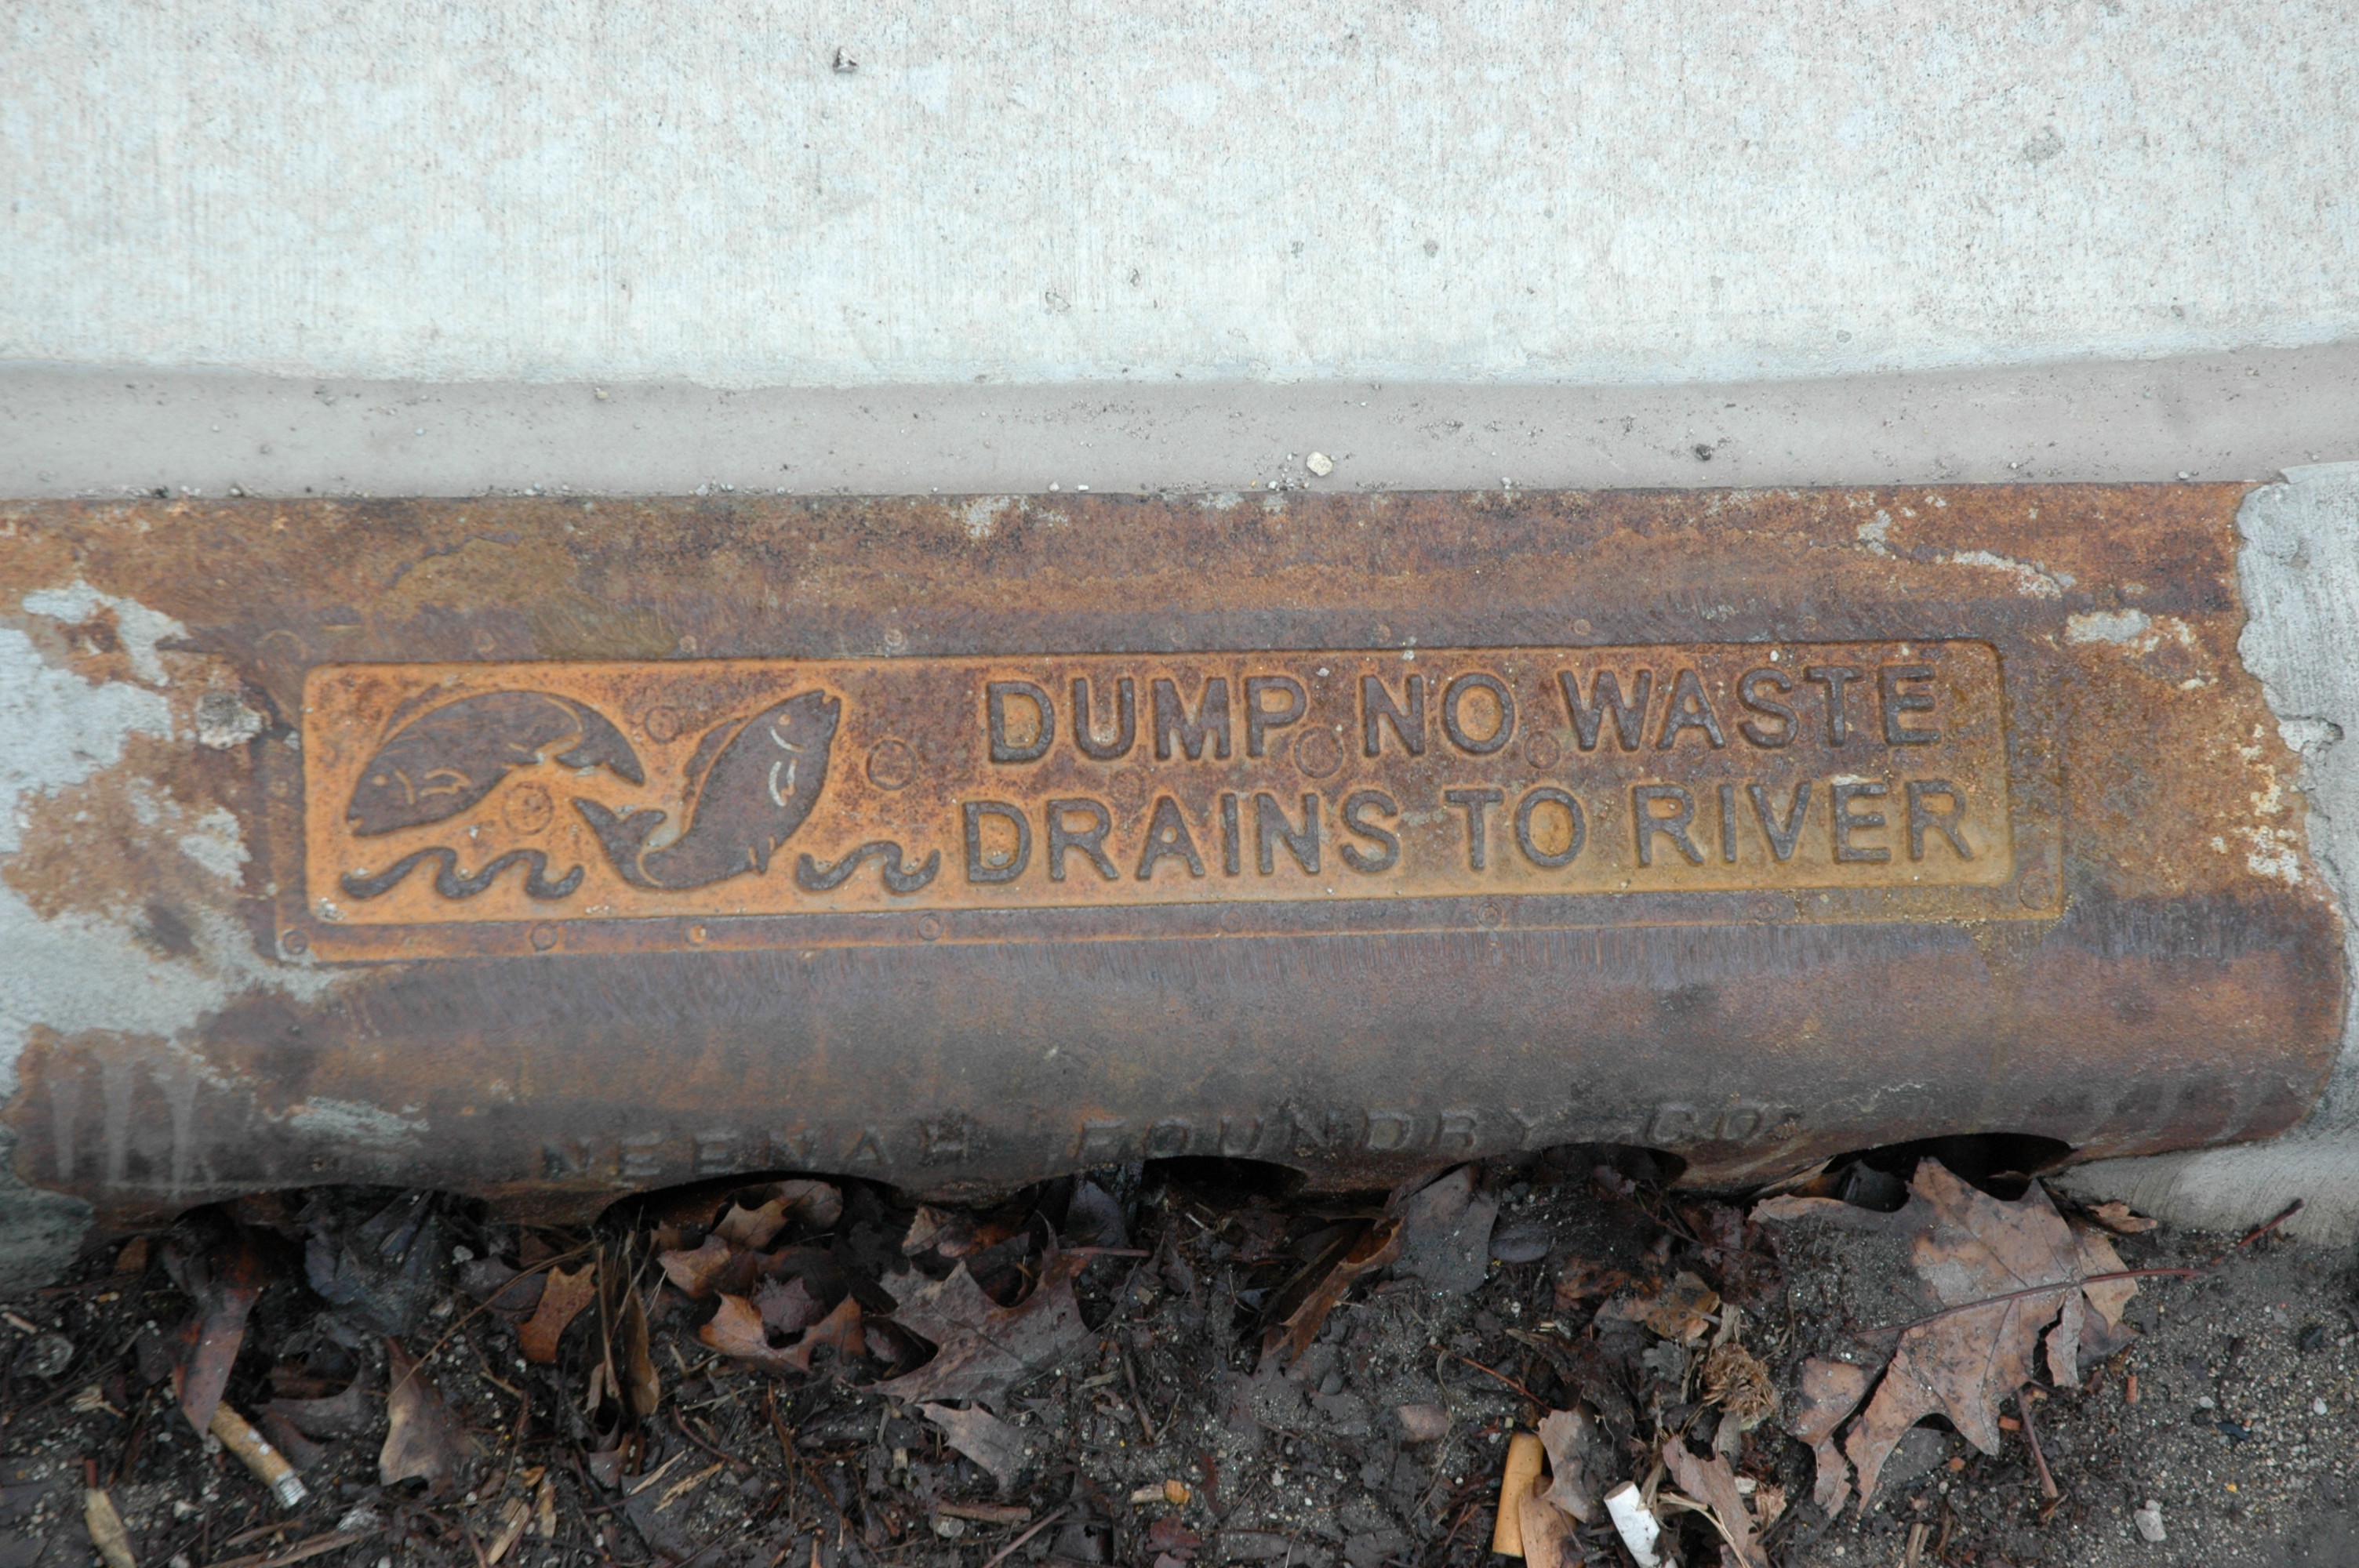 DUMP NO WASTE
DRAINS TO RIVER
NEENAH FOUNDRY CO